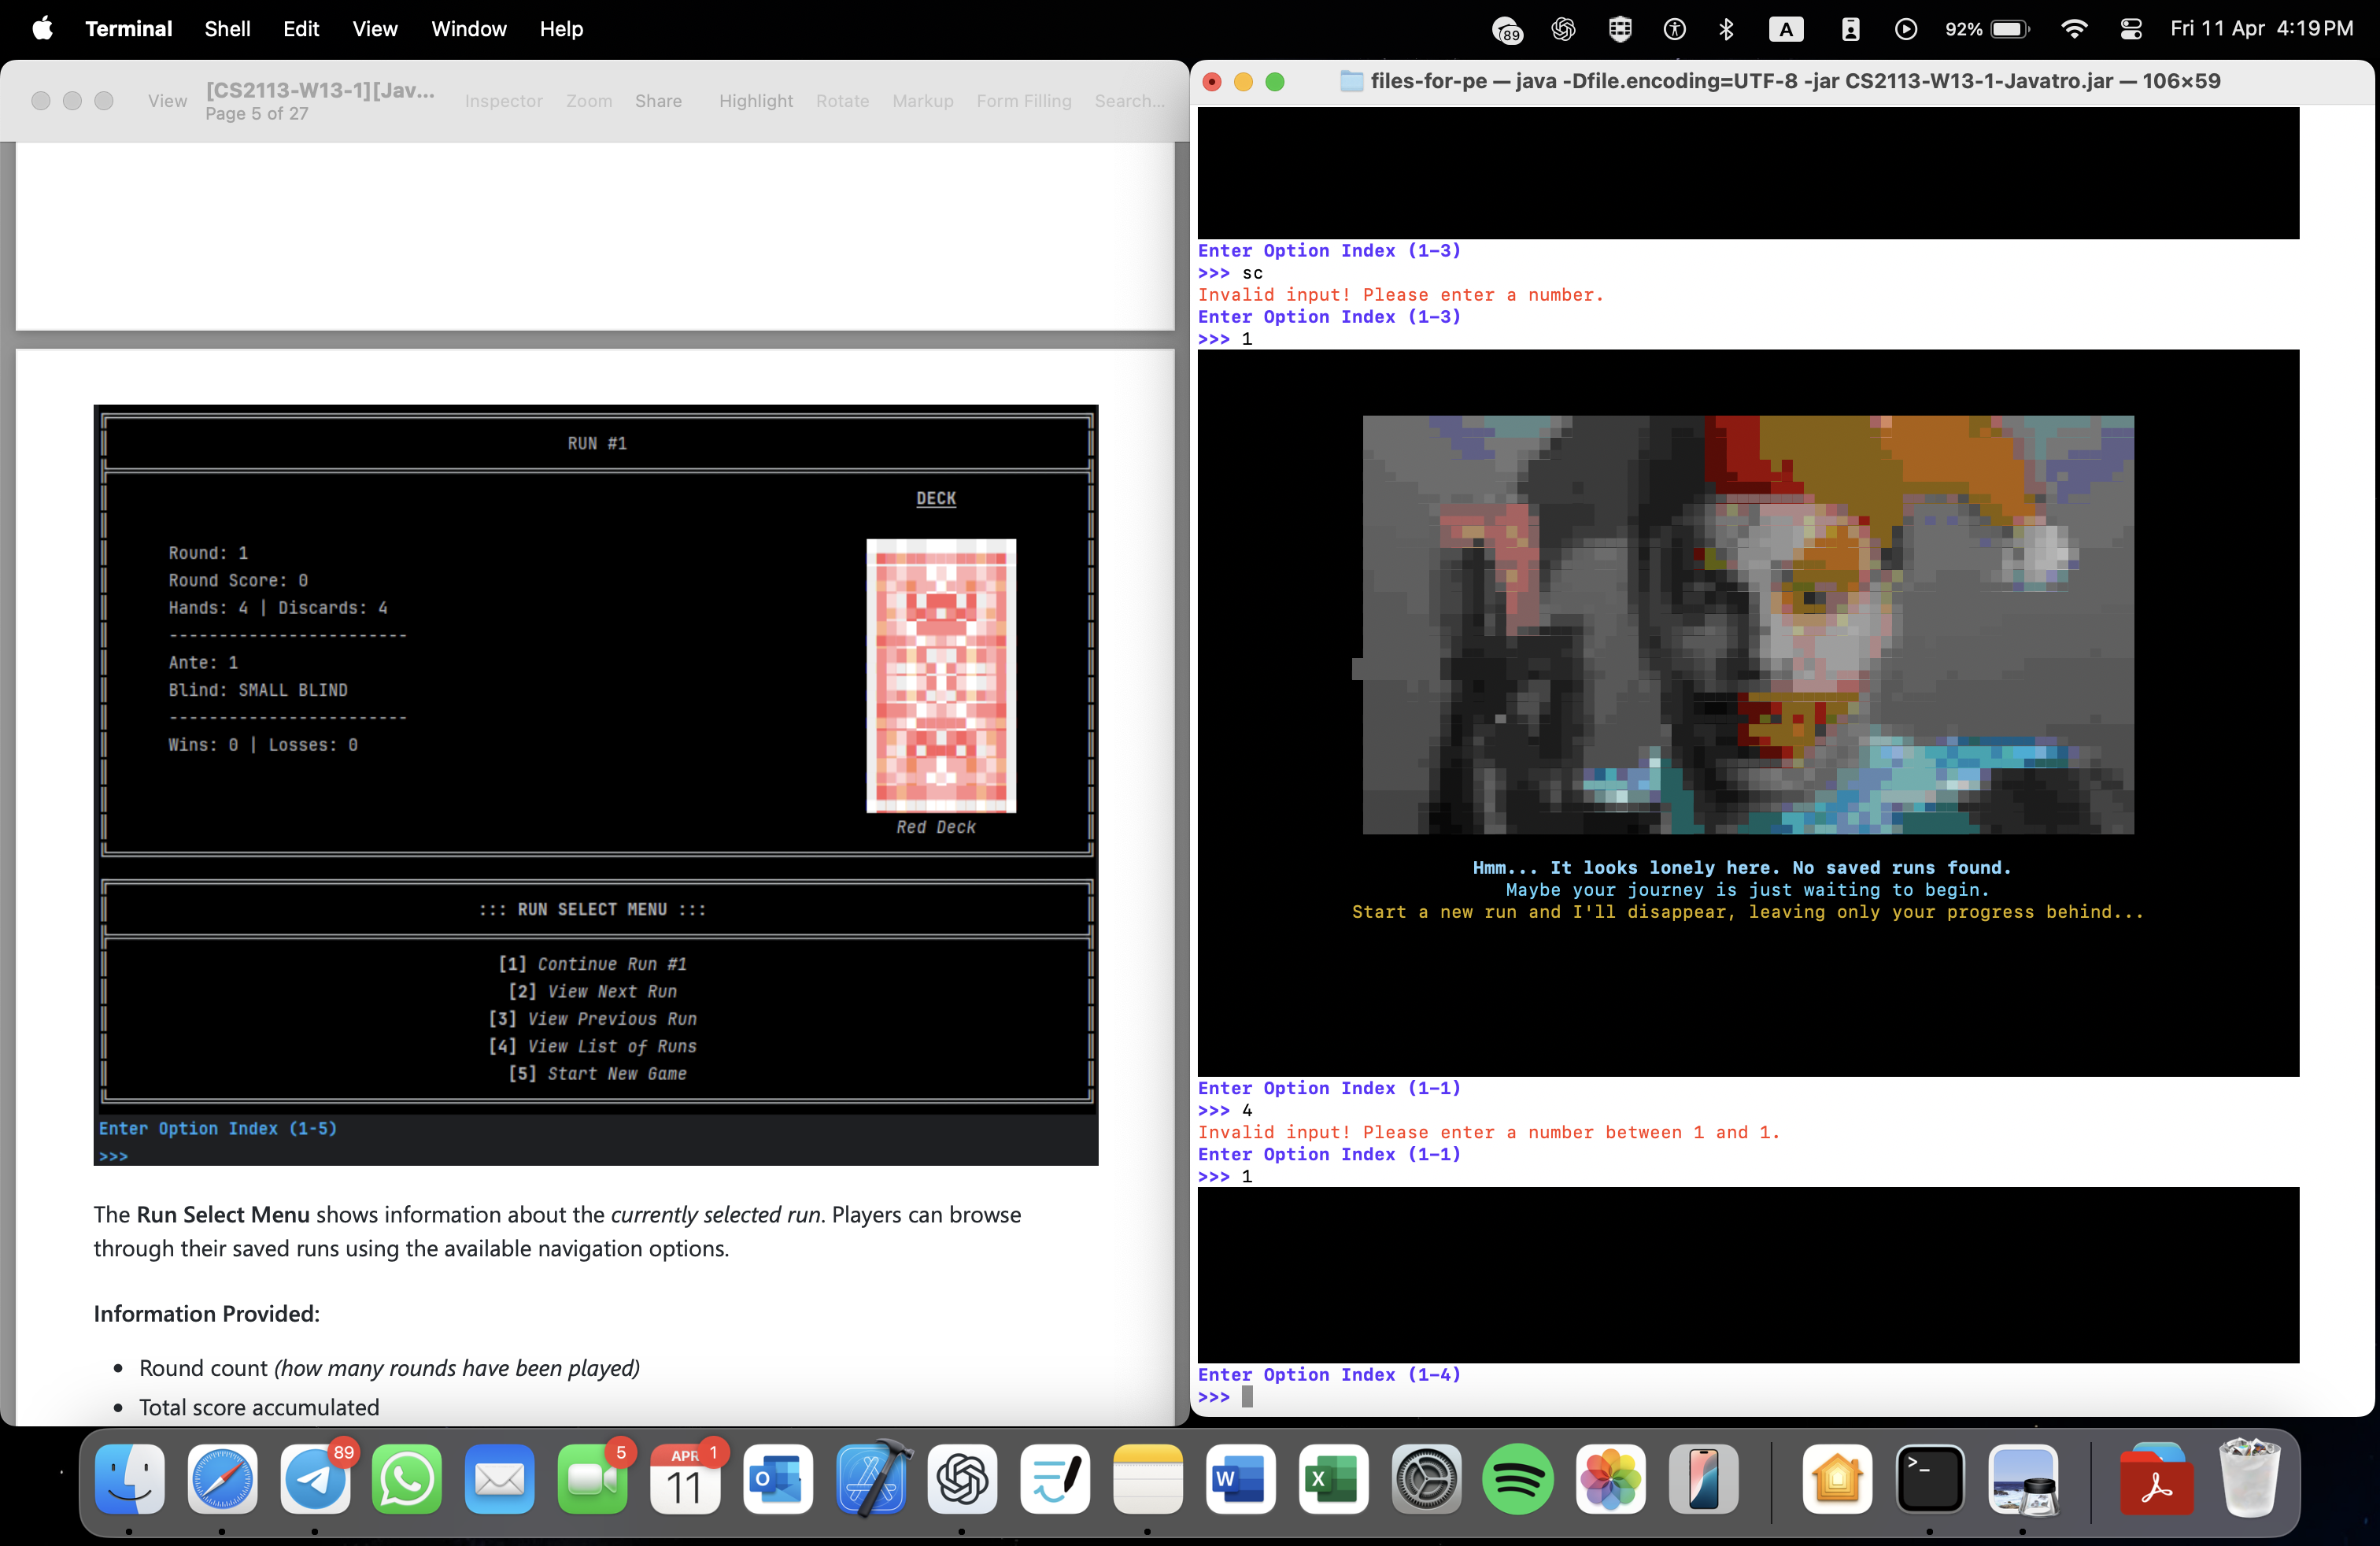 Terminal Shell Edit View Window Help
89 A 92% Fri 11 Apr 4:19 PM
View [CS2113-W13-1][Jav... Inspector Zoom Share Highlight Rotate Markup Form Filling Search...
Page 5 of 27
RUN #1
DECK
Round: 1
Round Score: 0
Hands: 4 | Discards: 4
------------------------
Ante: 1
Blind: SMALL BLIND
------------------------
Wins: 0 | Losses: 0
Red Deck
::: RUN SELECT MENU :::
[1] Continue Run #1
[2] View Next Run
[3] View Previous Run
[4] View List of Runs
[5] Start New Game
Enter Option Index (1-5)
>>>
The Run Select Menu shows information about the currently selected run. Players can browse
through their saved runs using the available navigation options.
Information Provided:
• Round count (how many rounds have been played)
• Total score accumulated
files-for-pe — java -Dfile.encoding=UTF-8 -jar CS2113-W13-1-Javatro.jar — 106×59
Enter Option Index (1-3)
>>> sc
Invalid input! Please enter a number.
Enter Option Index (1-3)
>>> 1
Hmm... It looks lonely here. No saved runs found.
Maybe your journey is just waiting to begin.
Start a new run and I'll disappear, leaving only your progress behind...
Enter Option Index (1-1)
>>> 4
Invalid input! Please enter a number between 1 and 1.
Enter Option Index (1-1)
>>> 1
Enter Option Index (1-4)
>>>
89 5 APR 1
11
O W X >_